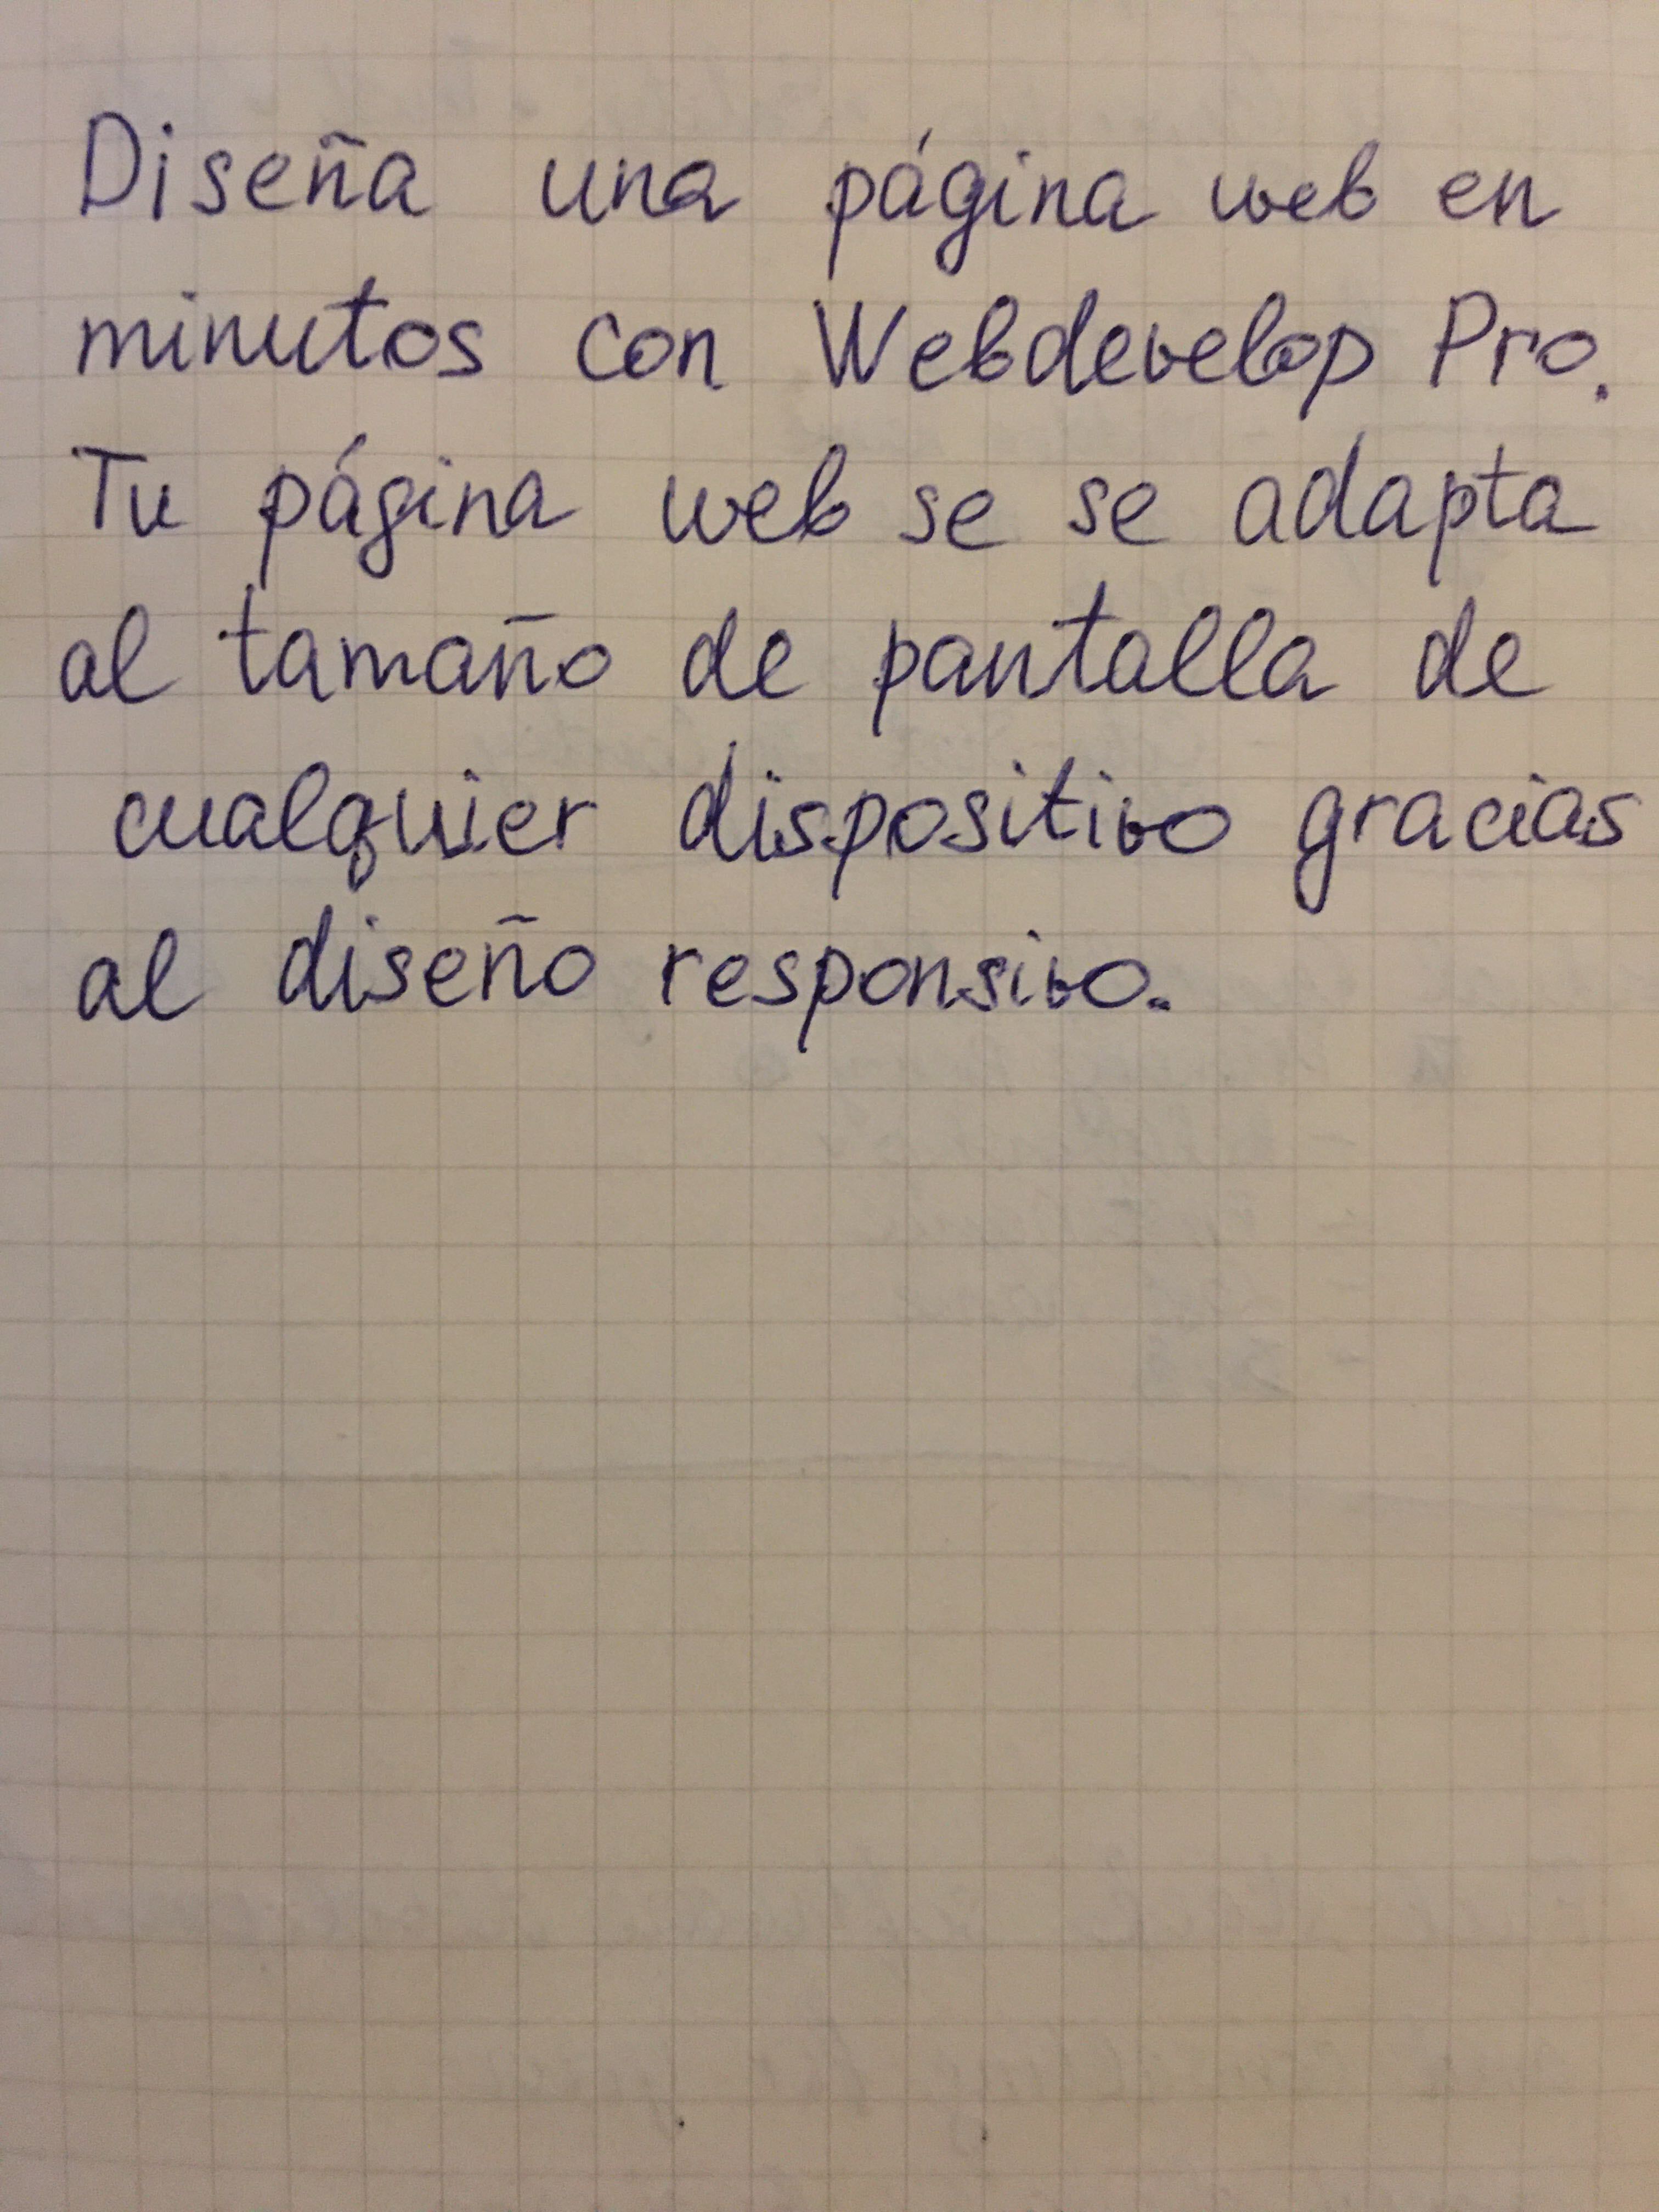 Diseña una página web en
minutos con Webdevelop Pro.
Tu página web se se adapta
al tamaño de pantalla de
cualquier dispositivo gracias
al diseño responsivo.